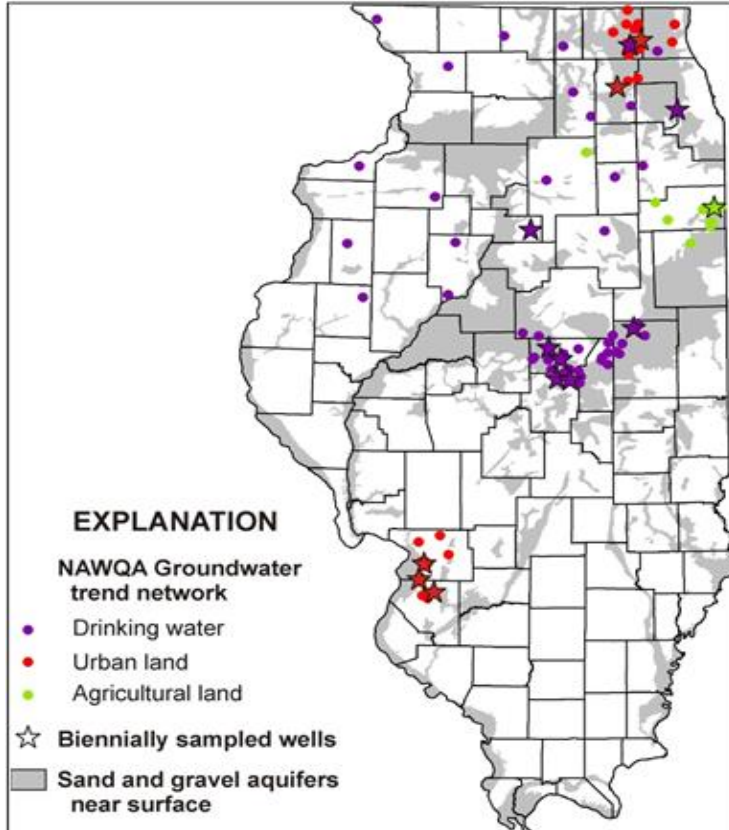 EXPLANATION
NAWQA Groundwater
trend network
Drinking water
Urban land
Agricultural land
Biennially sampled wells
Sand and gravel aquifers
near surface